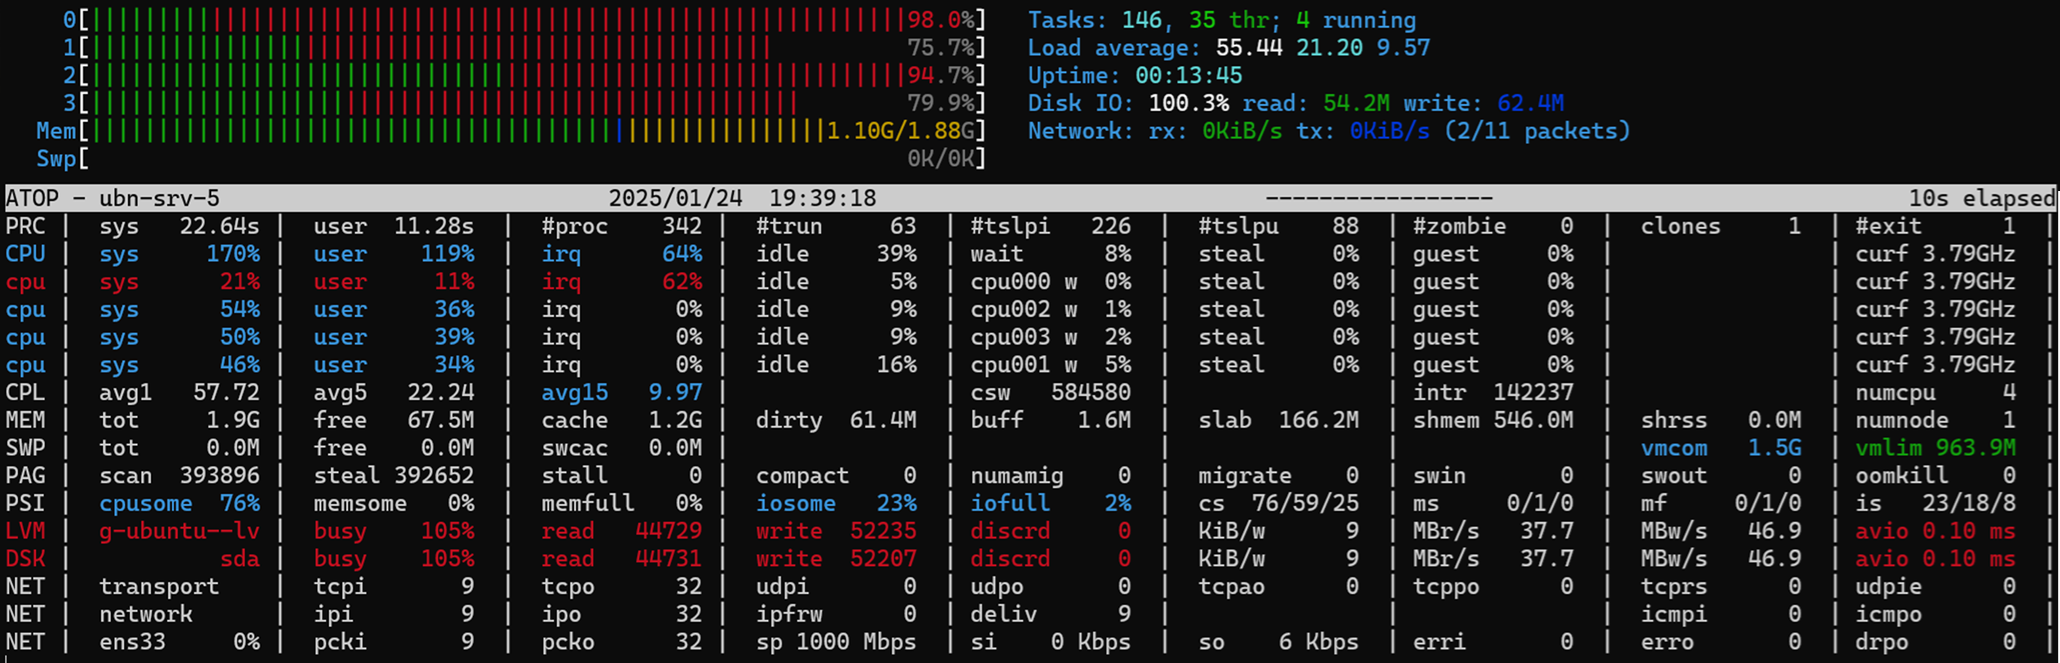 0[98.0%] Tasks: 146, 35 thr; 4 running
1[75.7%] Load average: 55.44 21.20 9.57
2[94.7%] Uptime: 00:13:45
3[79.9%] Disk IO: 100.3% read: 54.2M write: 62.4M
Mem[1.10G/1.88G] Network: rx: 0KiB/s tx: 0KiB/s (2/11 packets)
Swp[0K/0K]
ATOP - ubn-srv-5 2025/01/24 19:39:18 ----------------- 10s elapsed
PRC | sys 22.64s | user 11.28s | #proc 342 | #trun 63 | #tslpi 226 | #tslpu 88 | #zombie 0 | clones 1 | #exit 1 |
CPU | sys 170% | user 119% | irq 64% | idle 39% | wait 8% | steal 0% | guest 0% | | curf 3.79GHz |
cpu | sys 21% | user 11% | irq 62% | idle 5% | cpu000 w 0% | steal 0% | guest 0% | | curf 3.79GHz |
cpu | sys 54% | user 36% | irq 0% | idle 9% | cpu002 w 1% | steal 0% | guest 0% | | curf 3.79GHz |
cpu | sys 50% | user 39% | irq 0% | idle 9% | cpu003 w 2% | steal 0% | guest 0% | | curf 3.79GHz |
cpu | sys 46% | user 34% | irq 0% | idle 16% | cpu001 w 5% | steal 0% | guest 0% | | curf 3.79GHz |
CPL | avg1 57.72 | avg5 22.24 | avg15 9.97 | | csw 584580 | | intr 142237 | | numcpu 4 |
MEM | tot 1.9G | free 67.5M | cache 1.2G | dirty 61.4M | buff 1.6M | slab 166.2M | shmem 546.0M | shrss 0.0M | numnode 1 |
SWP | tot 0.0M | free 0.0M | swcac 0.0M | | | | | vmcom 1.5G | vmlim 963.9M |
PAG | scan 393896 | steal 392652 | stall 0 | compact 0 | numamig 0 | migrate 0 | swin 0 | swout 0 | oomkill 0 |
PSI | cpusome 76% | memsome 0% | memfull 0% | iosome 23% | iofull 2% | cs 76/59/25 | ms 0/1/0 | mf 0/1/0 | is 23/18/8 |
LVM | g-ubuntu--lv | busy 105% | read 44729 | write 52235 | discrd 0 | KiB/w 9 | MBr/s 37.7 | MBw/s 46.9 | avio 0.10 ms |
DSK | sda | busy 105% | read 44731 | write 52207 | discrd 0 | KiB/w 9 | MBr/s 37.7 | MBw/s 46.9 | avio 0.10 ms |
NET | transport | tcpi 9 | tcpo 32 | udpi 0 | udpo 0 | tcpao 0 | tcppo 0 | tcprs 0 | udpie 0 |
NET | network | ipi 9 | ipo 32 | ipfrw 0 | deliv 9 | | | icmpi 0 | icmpo 0 |
NET | ens33 0% | pcki 9 | pcko 32 | sp 1000 Mbps | si 0 Kbps | so 6 Kbps | erri 0 | erro 0 | drpo 0 |